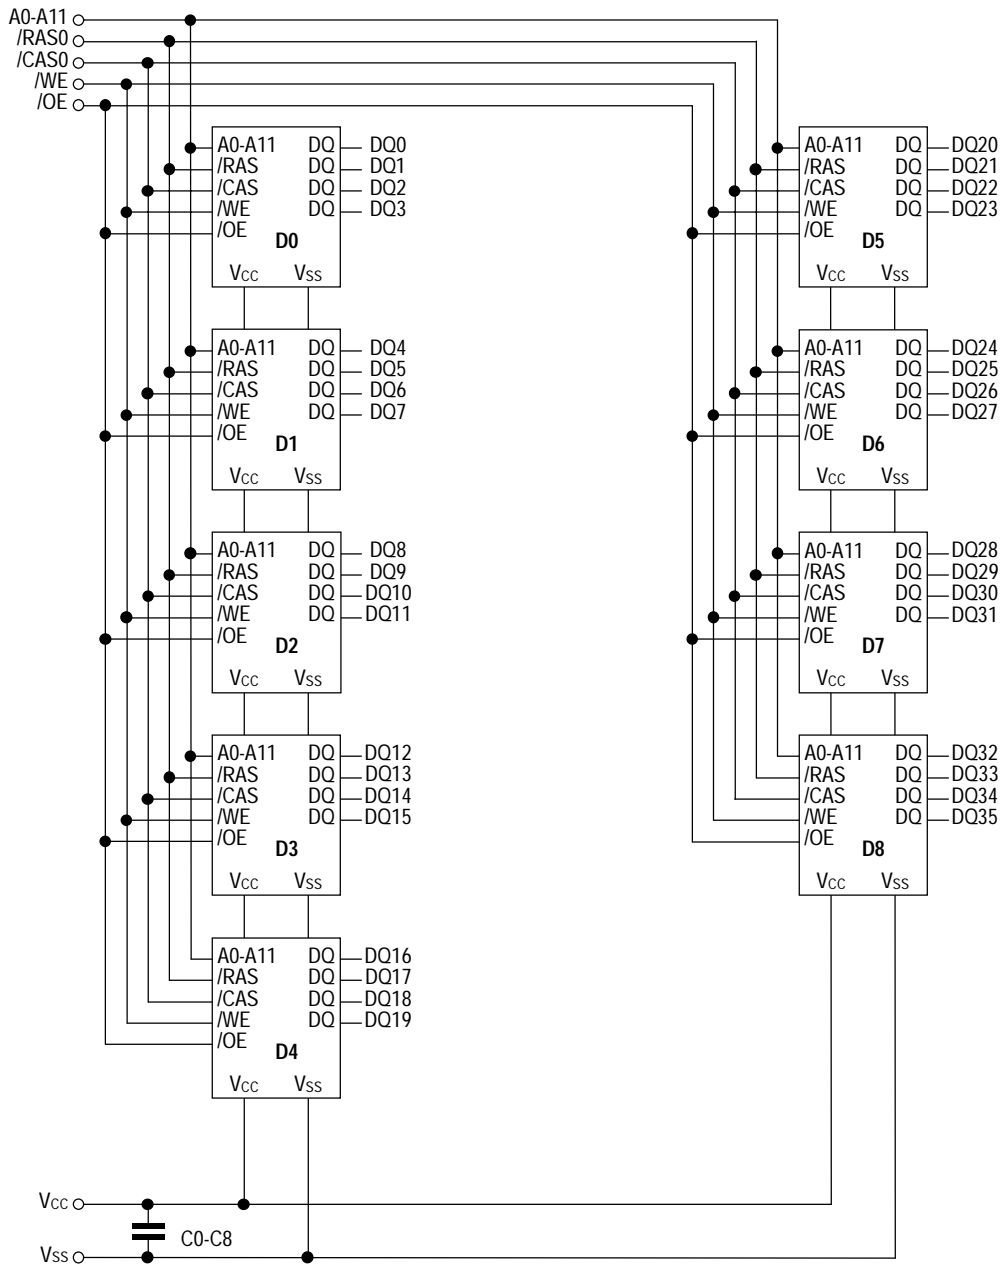 A0-A11
/RAS0
/CAS0
/WE
/OE
A0-A11 DQ DQ0
/RAS DQ DQ1
/CAS DQ DQ2
/WE DQ DQ3
/OE
D0
VCC VSS
A0-A11 DQ DQ4
/RAS DQ DQ5
/CAS DQ DQ6
/WE DQ DQ7
/OE
D1
VCC VSS
A0-A11 DQ DQ8
/RAS DQ DQ9
/CAS DQ DQ10
/WE DQ DQ11
/OE
D2
VCC VSS
A0-A11 DQ DQ12
/RAS DQ DQ13
/CAS DQ DQ14
/WE DQ DQ15
/OE
D3
VCC VSS
A0-A11 DQ DQ16
/RAS DQ DQ17
/CAS DQ DQ18
/WE DQ DQ19
/OE
D4
VCC VSS
A0-A11 DQ DQ20
/RAS DQ DQ21
/CAS DQ DQ22
/WE DQ DQ23
/OE
D5
VCC VSS
A0-A11 DQ DQ24
/RAS DQ DQ25
/CAS DQ DQ26
/WE DQ DQ27
/OE
D6
VCC VSS
A0-A11 DQ DQ28
/RAS DQ DQ29
/CAS DQ DQ30
/WE DQ DQ31
/OE
D7
VCC VSS
A0-A11 DQ DQ32
/RAS DQ DQ33
/CAS DQ DQ34
/WE DQ DQ35
/OE
D8
VCC VSS
VCC
C0-C8
VSS